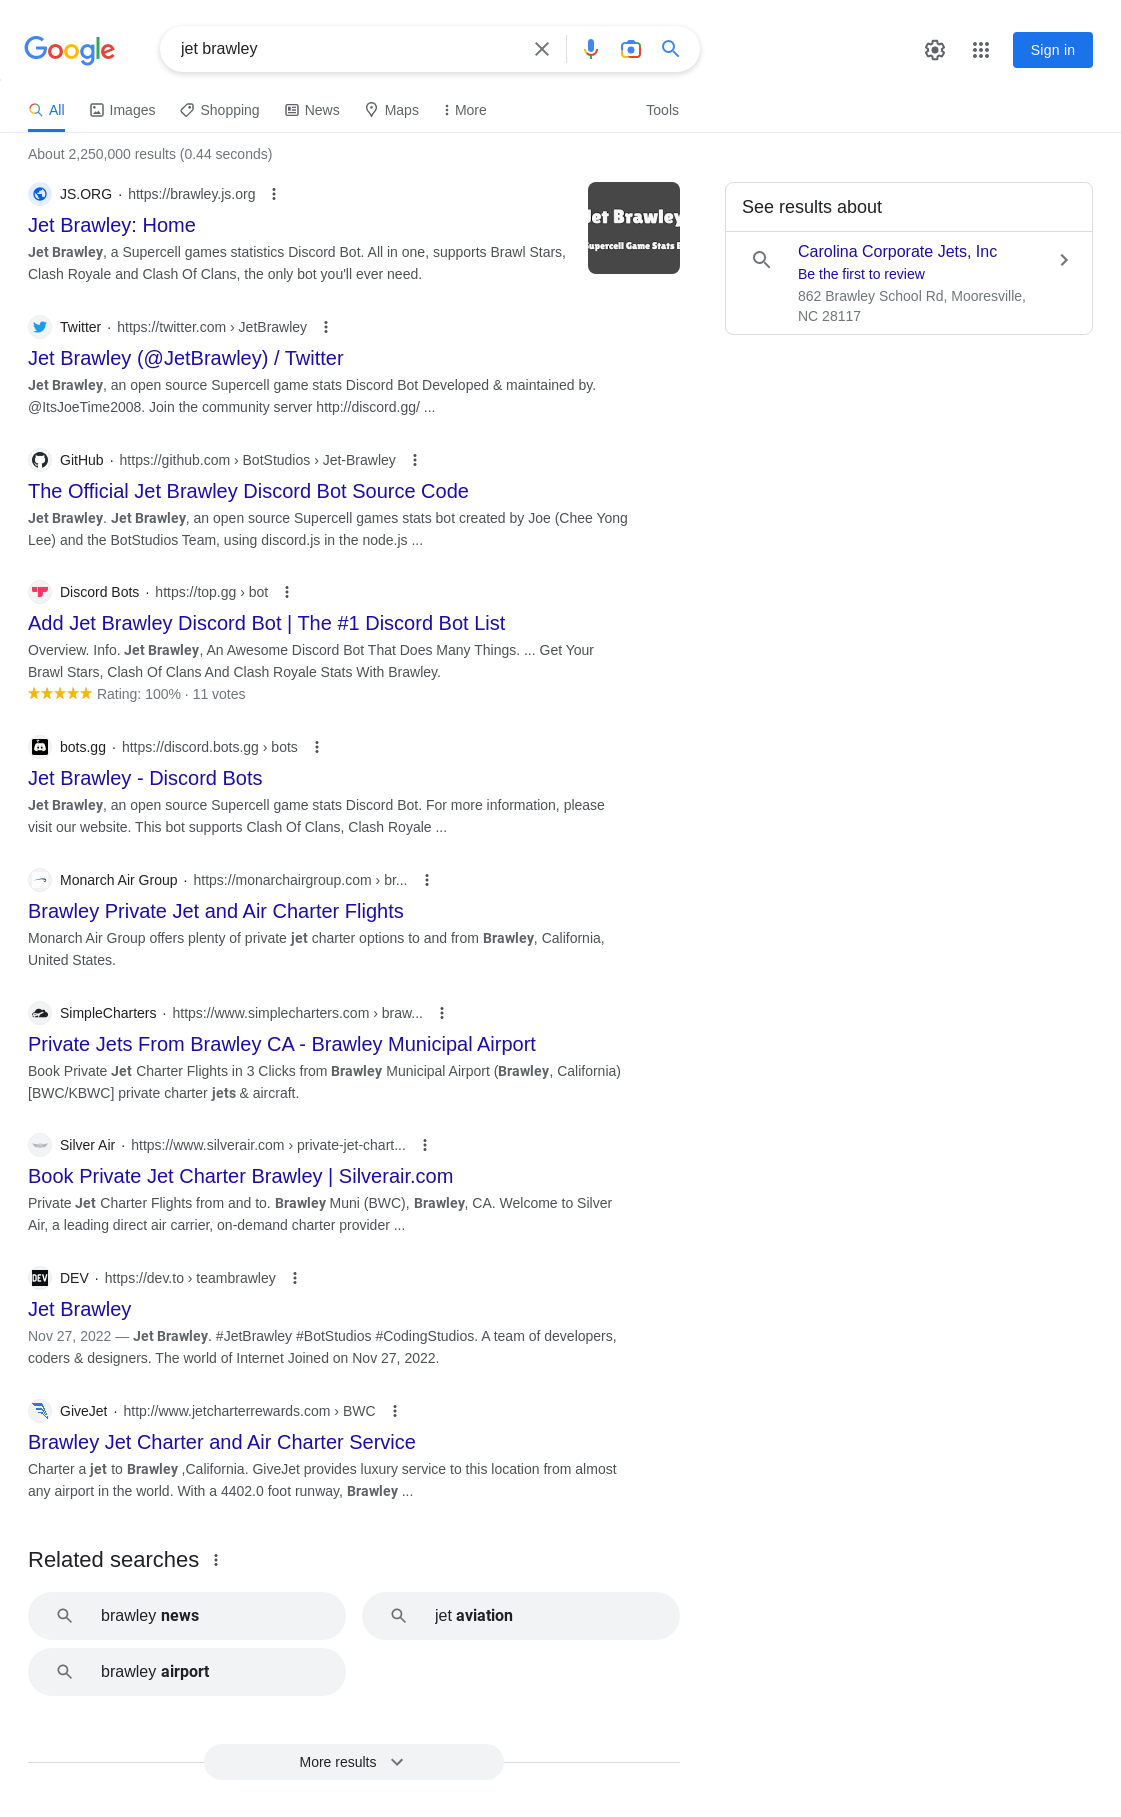 Google
jet brawley
Sign in
All
Images
Shopping
News
Maps
More
Tools
About 2,250,000 results (0.44 seconds)
JS.ORG · https://brawley.js.org
Jet Brawley: Home
Jet Brawley, a Supercell games statistics Discord Bot. All in one, supports Brawl Stars,
Clash Royale and Clash Of Clans, the only bot you'll ever need.
Jet Brawley
Supercell Game Stats B
See results about
Carolina Corporate Jets, Inc
Be the first to review
862 Brawley School Rd, Mooresville,
NC 28117
Twitter · https://twitter.com › JetBrawley
Jet Brawley (@JetBrawley) / Twitter
Jet Brawley, an open source Supercell game stats Discord Bot Developed & maintained by.
@ItsJoeTime2008. Join the community server http://discord.gg/ ...
GitHub · https://github.com › BotStudios › Jet-Brawley
The Official Jet Brawley Discord Bot Source Code
Jet Brawley. Jet Brawley, an open source Supercell games stats bot created by Joe (Chee Yong
Lee) and the BotStudios Team, using discord.js in the node.js ...
Discord Bots · https://top.gg › bot
Add Jet Brawley Discord Bot | The #1 Discord Bot List
Overview. Info. Jet Brawley, An Awesome Discord Bot That Does Many Things. ... Get Your
Brawl Stars, Clash Of Clans And Clash Royale Stats With Brawley.
Rating: 100% · 11 votes
bots.gg · https://discord.bots.gg › bots
Jet Brawley - Discord Bots
Jet Brawley, an open source Supercell game stats Discord Bot. For more information, please
visit our website. This bot supports Clash Of Clans, Clash Royale ...
Monarch Air Group · https://monarchairgroup.com › br...
Brawley Private Jet and Air Charter Flights
Monarch Air Group offers plenty of private jet charter options to and from Brawley, California,
United States.
SimpleCharters · https://www.simplecharters.com › braw...
Private Jets From Brawley CA - Brawley Municipal Airport
Book Private Jet Charter Flights in 3 Clicks from Brawley Municipal Airport (Brawley, California)
[BWC/KBWC] private charter jets & aircraft.
Silver Air · https://www.silverair.com › private-jet-chart...
Book Private Jet Charter Brawley | Silverair.com
Private Jet Charter Flights from and to. Brawley Muni (BWC), Brawley, CA. Welcome to Silver
Air, a leading direct air carrier, on-demand charter provider ...
DEV
DEV · https://dev.to › teambrawley
Jet Brawley
Nov 27, 2022 — Jet Brawley. #JetBrawley #BotStudios #CodingStudios. A team of developers,
coders & designers. The world of Internet Joined on Nov 27, 2022.
GiveJet · http://www.jetcharterrewards.com › BWC
Brawley Jet Charter and Air Charter Service
Charter a jet to Brawley ,California. GiveJet provides luxury service to this location from almost
any airport in the world. With a 4402.0 foot runway, Brawley ...
Related searches
brawley news
jet aviation
brawley airport
More results